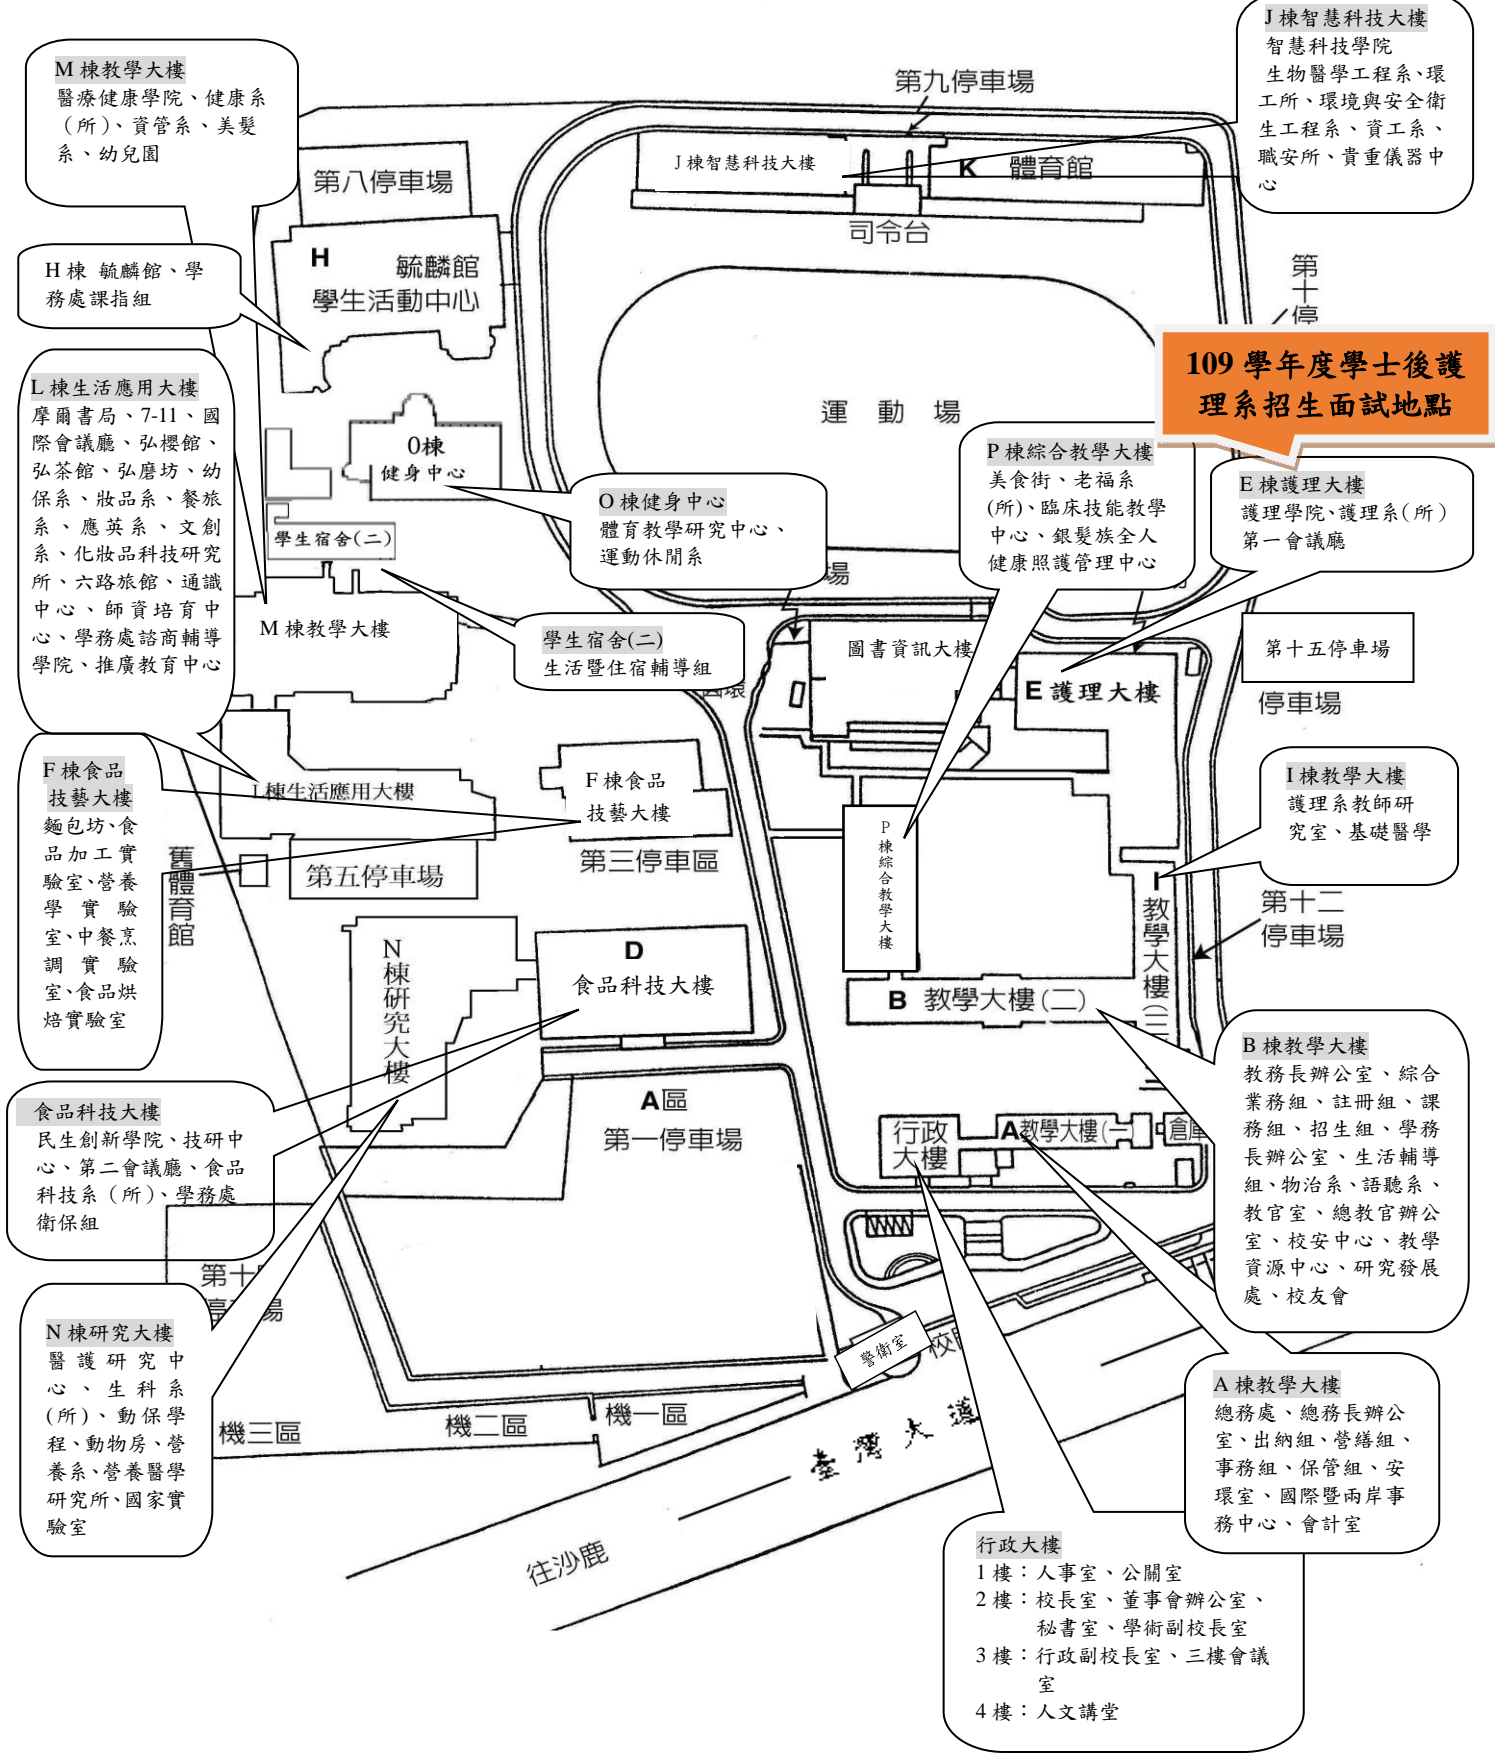 J 棟智慧科技大樓
智慧科技學院
生物醫學工程系、環
工所、環境與安全衛
生工程系、資工系、
職安所、貴重儀器中
心
M 棟教學大樓
醫療健康學院、健康系
（所）、資管系、美髮
系、幼兒園
第九停車場
J 棟智慧科技大樓
K 體育館
司令台
第八停車場
H 毓麟館
學生活動中心
H 棟 毓麟館、學
務處課指組
第十停
109 學年度學士後護
理系招生面試地點
L 棟生活應用大樓
摩爾書局、7-11、國
際會議廳、弘櫻館、
弘茶館、弘磨坊、幼
保系、妝品系、餐旅
系、應英系、文創
系、化妝品科技研究
所、六路旅館、通識
中心、師資培育中
心、學務處諮商輔導
學院、推廣教育中心
運動場
O棟
健身中心
學生宿舍(二)
O 棟健身中心
體育教學研究中心、
運動休閒系
P 棟綜合教學大樓
美食街、老福系
(所)、臨床技能教學
中心、銀髮族全人
健康照護管理中心
E 棟護理大樓
護理學院、護理系（所）
第一會議廳
場
M 棟教學大樓
學生宿舍(二)
生活暨住宿輔導組
圖書資訊大樓
E 護理大樓
第十五停車場
停車場
F 棟食品
技藝大樓
麵包坊、食
品加工實
驗室、營養
學實驗
室、中餐烹
調實驗
室、食品烘
焙實驗室
L棟生活應用大樓
F 棟食品
技藝大樓
第三停車區
第五停車場
舊體育館
P棟綜合教學大樓
I 棟教學大樓
護理系教師研
究室、基礎醫學
I 教學大樓(三
第十二
停車場
N棟研究大樓
D
食品科技大樓
B 教學大樓(二)
B 棟教學大樓
教務長辦公室、綜合
業務組、註冊組、課
務組、招生組、學務
長辦公室、生活輔導
組、物治系、語聽系、
教官室、總教官辦公
室、校安中心、教學
資源中心、研究發展
處、校友會
食品科技大樓
民生創新學院、技研中
心、第二會議廳、食品
科技系（所）、學務處
衛保組
A區
第一停車場
行政
大樓
A教學大樓(一)
倉庫
第十
場
N 棟研究大樓
醫護研究中
心、生科系
(所)、動保學
程、動物房、營
養系、營養醫學
研究所、國家實
驗室
警衛室
校
機三區
機二區
機一區
臺灣大道
往沙鹿
A 棟教學大樓
總務處、總務長辦公
室、出納組、營繕組、
事務組、保管組、安
環室、國際暨兩岸事
務中心、會計室
行政大樓
1 樓：人事室、公關室
2 樓：校長室、董事會辦公室、
秘書室、學術副校長室
3 樓：行政副校長室、三樓會議
室
4 樓：人文講堂